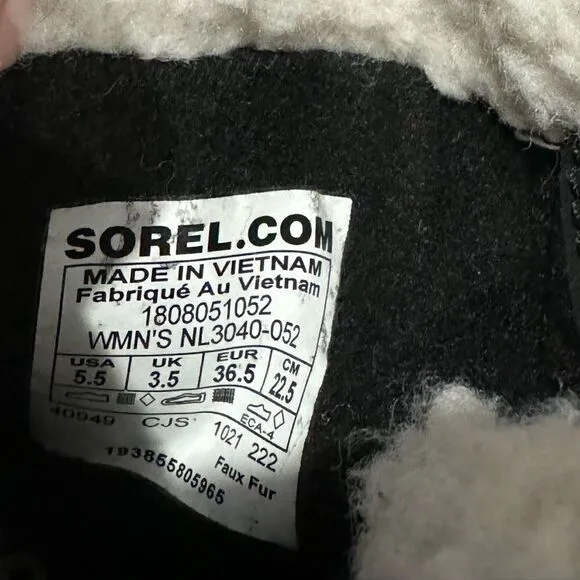 SOREL.COM
MADE IN VIETNAM
Fabriqué Au Vietnam
1808051052
WMN'S NL3040-052
USA UK EUR CM
5.5 3.5 36.5 22.5
ECA-4
40949 CJS 1021 222
193855805965 Faux Fur